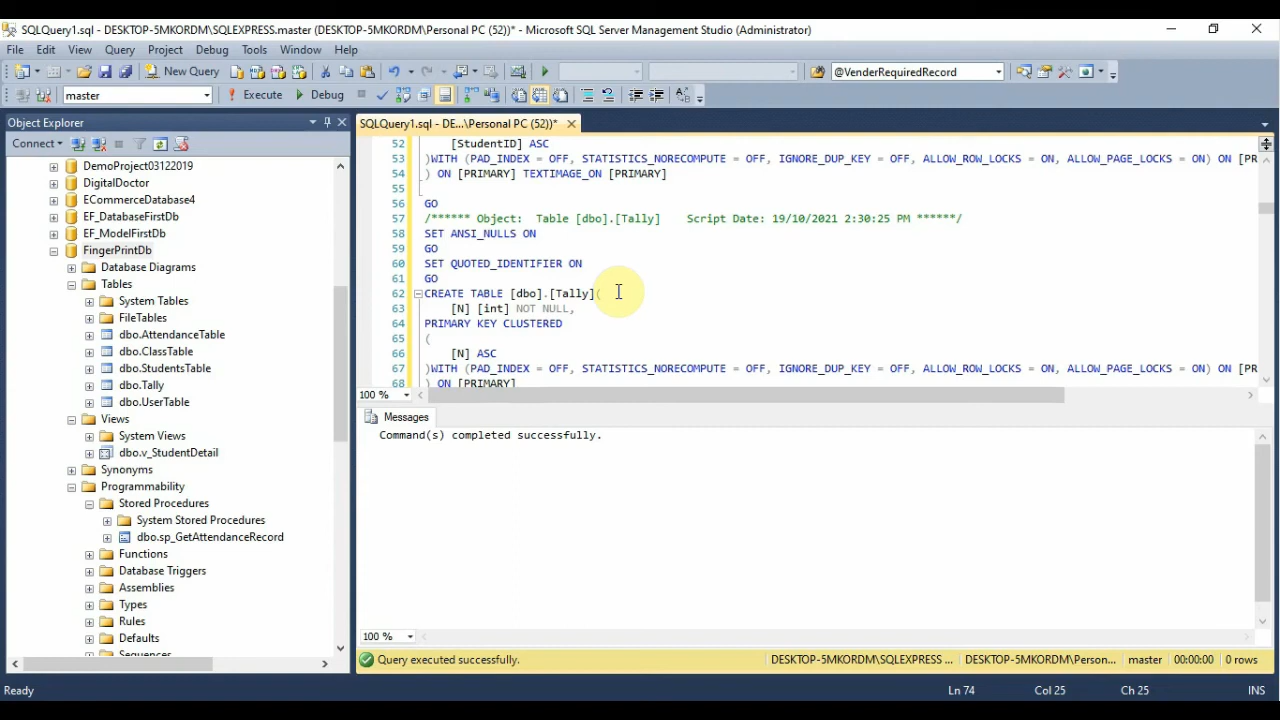 SQLQuery1.sql - DESKTOP-5MKORDM\SQLEXPRESS.master (DESKTOP-5MKORDM\Personal PC (52))* - Microsoft SQL Server Management Studio (Administrator)
File Edit View Query Project Debug Tools Window Help
New Query @VenderRequiredRecord
master Execute Debug
Object Explorer
Connect
DemoProject03122019
DigitalDoctor
ECommerceDatabase4
EF_DatabaseFirstDb
EF_ModelFirstDb
FingerPrintDb
Database Diagrams
Tables
System Tables
FileTables
dbo.AttendanceTable
dbo.ClassTable
dbo.StudentsTable
dbo.Tally
dbo.UserTable
Views
System Views
dbo.v_StudentDetail
Synonyms
Programmability
Stored Procedures
System Stored Procedures
dbo.sp_GetAttendanceRecord
Functions
Database Triggers
Assemblies
Types
Rules
Defaults
Sequences
SQLQuery1.sql - DE...\Personal PC (52))*
52 [StudentID] ASC
53 )WITH (PAD_INDEX = OFF, STATISTICS_NORECOMPUTE = OFF, IGNORE_DUP_KEY = OFF, ALLOW_ROW_LOCKS = ON, ALLOW_PAGE_LOCKS = ON) ON [PR
54 ) ON [PRIMARY] TEXTIMAGE_ON [PRIMARY]
55
56 GO
57 /****** Object:  Table [dbo].[Tally]    Script Date: 19/10/2021 2:30:25 PM ******/
58 SET ANSI_NULLS ON
59 GO
60 SET QUOTED_IDENTIFIER ON
61 GO
62 CREATE TABLE [dbo].[Tally](
63 [N] [int] NOT NULL,
64 PRIMARY KEY CLUSTERED
65 (
66 [N] ASC
67 )WITH (PAD_INDEX = OFF, STATISTICS_NORECOMPUTE = OFF, IGNORE_DUP_KEY = OFF, ALLOW_ROW_LOCKS = ON, ALLOW_PAGE_LOCKS = ON) ON [PR
68 ) ON [PRIMARY]
100 %
Messages
Command(s) completed successfully.
100 %
Query executed successfully. DESKTOP-5MKORDM\SQLEXPRESS ... DESKTOP-5MKORDM\Person... master 00:00:00 0 rows
Ready Ln 74 Col 25 Ch 25 INS